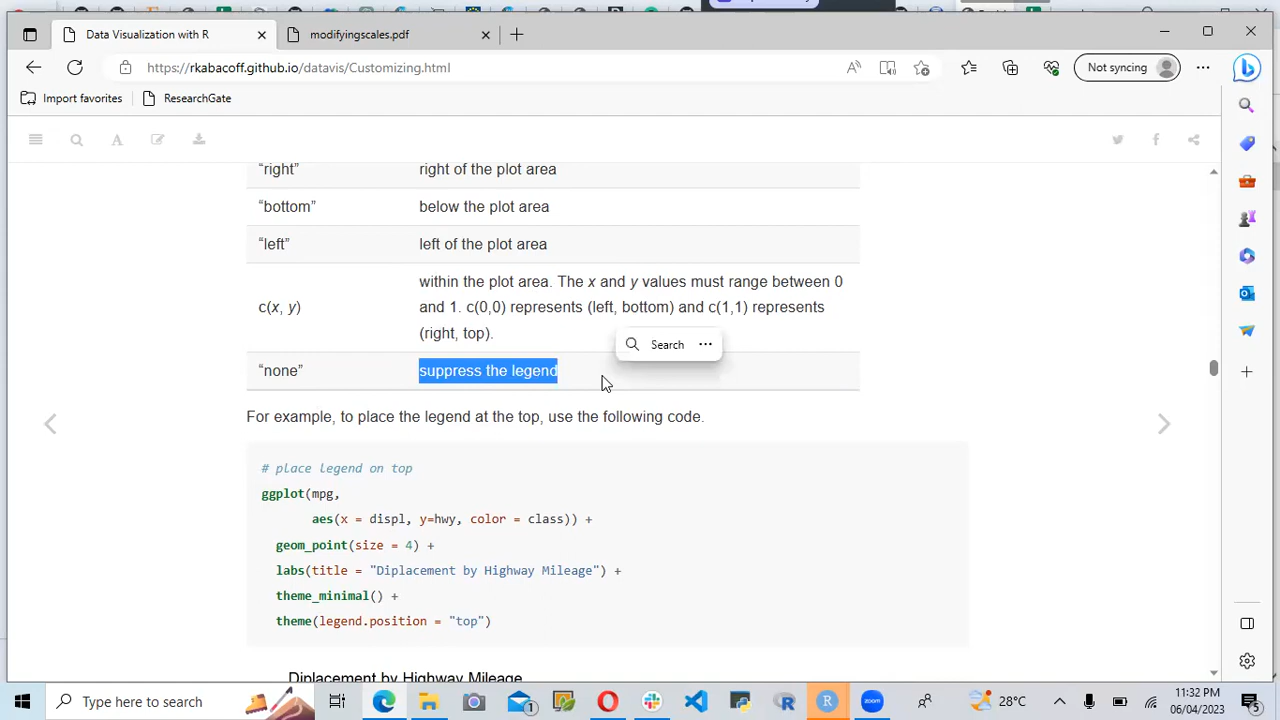 Data Visualization with R
modifyingscales.pdf
https://rkabacoff.github.io/datavis/Customizing.html
Not syncing
Import favorites
ResearchGate
“right” right of the plot area
“bottom” below the plot area
“left” left of the plot area
c(x, y) within the plot area. The x and y values must range between 0
and 1. c(0,0) represents (left, bottom) and c(1,1) represents
(right, top).
Search
“none” suppress the legend
For example, to place the legend at the top, use the following code.
# place legend on top
ggplot(mpg,
aes(x = displ, y=hwy, color = class)) +
geom_point(size = 4) +
labs(title = "Diplacement by Highway Mileage") +
theme_minimal() +
theme(legend.position = "top")
Diplacement by Highway Mileage
Type here to search
28°C
11:32 PM
06/04/2023